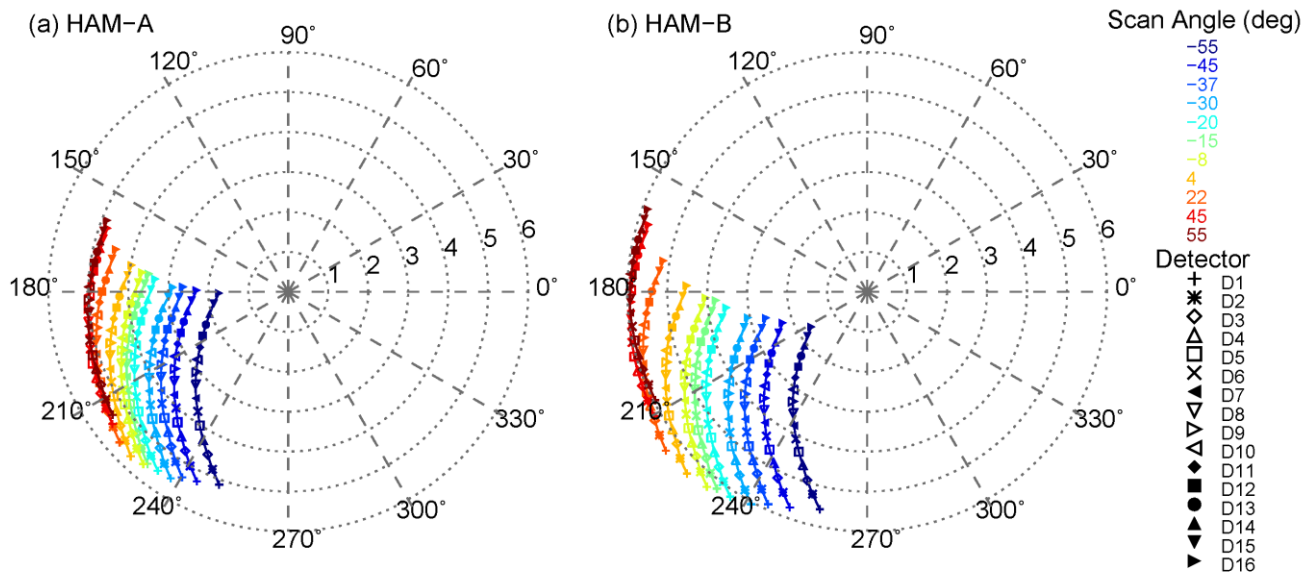 (a) HAM−A
90°
120°
60°
150°
30°
180°
0°
1
2
3
4
5
6
210°
330°
240°
300°
270°
(b) HAM−B
90°
120°
60°
150°
30°
180°
0°
1
2
3
4
5
6
210°
330°
240°
300°
270°
Scan Angle (deg)
−55
−45
−37
−30
−20
−15
−8
4
22
45
55
Detector
D1
D2
D3
D4
D5
D6
D7
D8
D9
D10
D11
D12
D13
D14
D15
D16